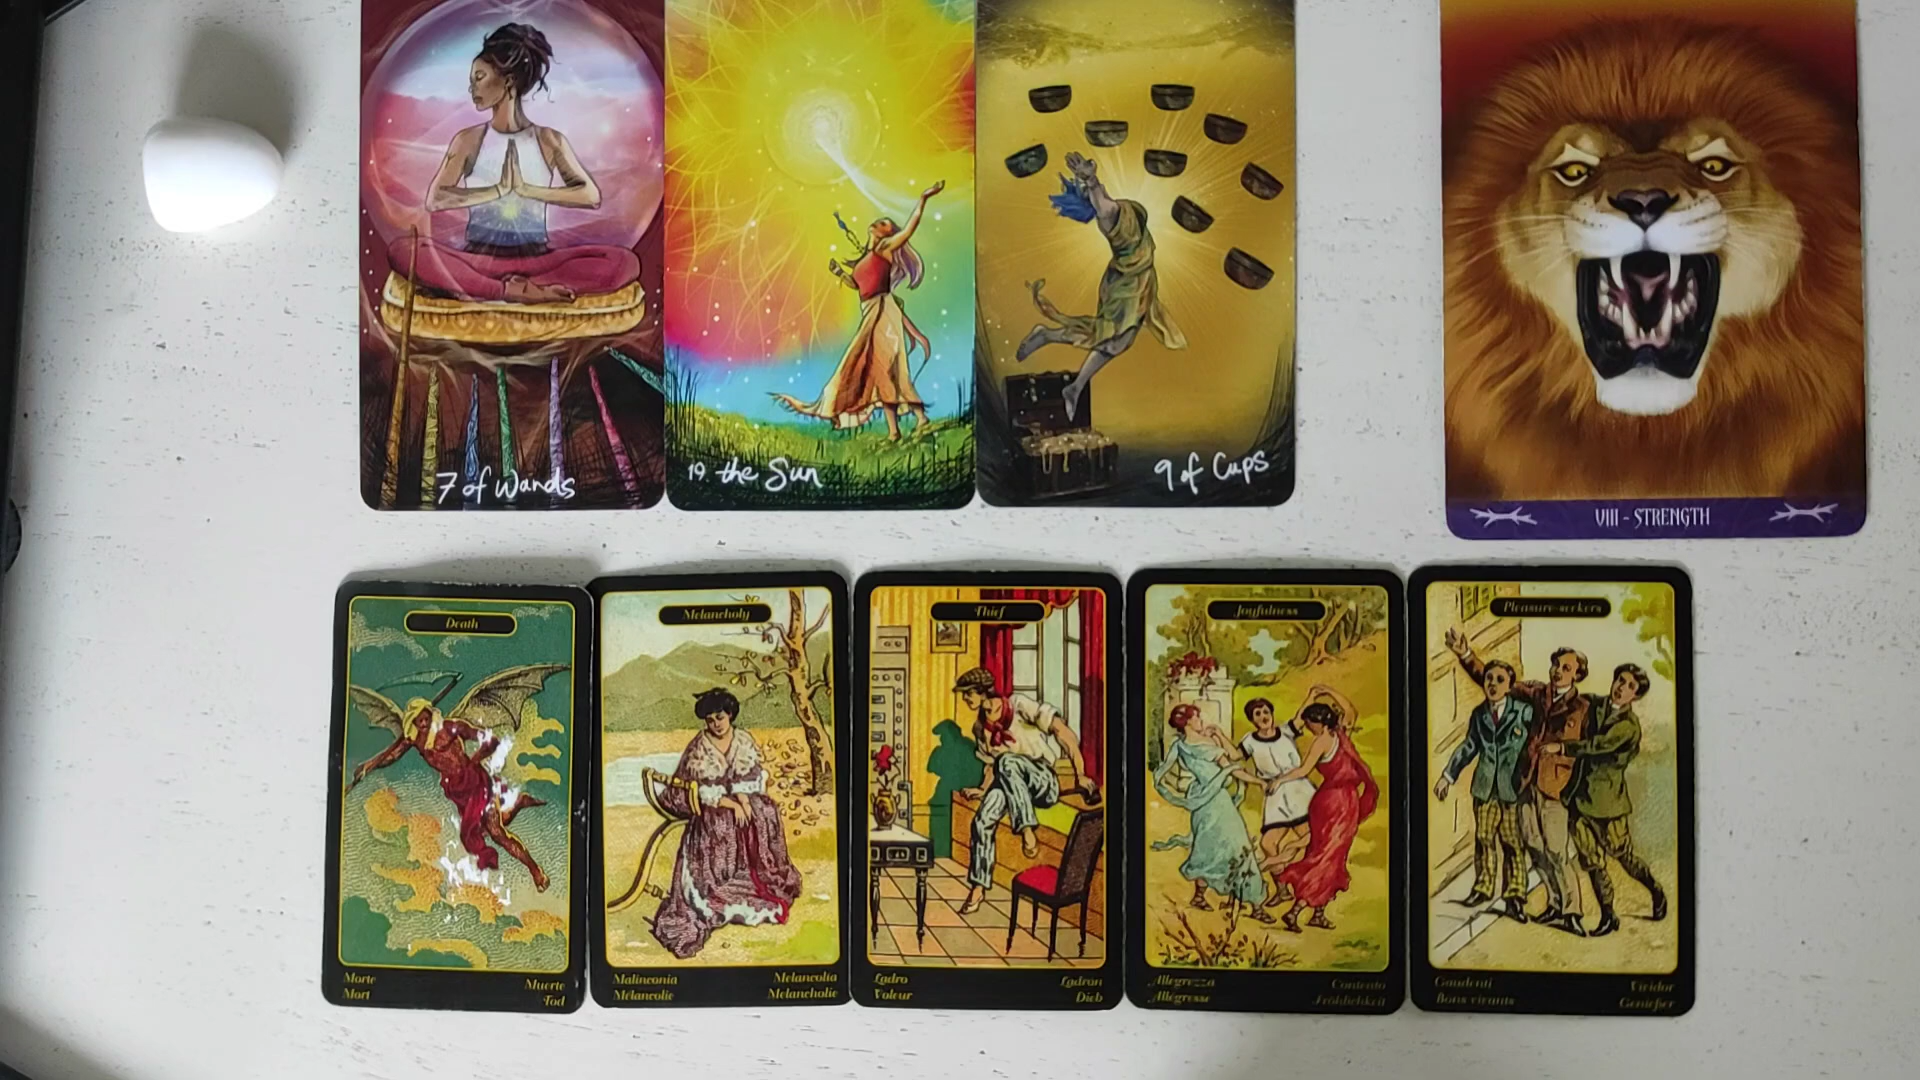 7 of Wands
19 the Sun
9 of Cups
VIII - STRENGTH
Death
Morte
Muerte
Mort
Tod
Melancholy
Malinconia
Melancolía
Mélancolie
Melancholie
Thief
Ladro
Ladrón
Voleur
Dieb
Joyfulness
Allegrezza
Contento
Allégresse
Fröhlichkeit
Pleasure-seekers
Gaudenti
Vividor
Bons vivants
Genießer